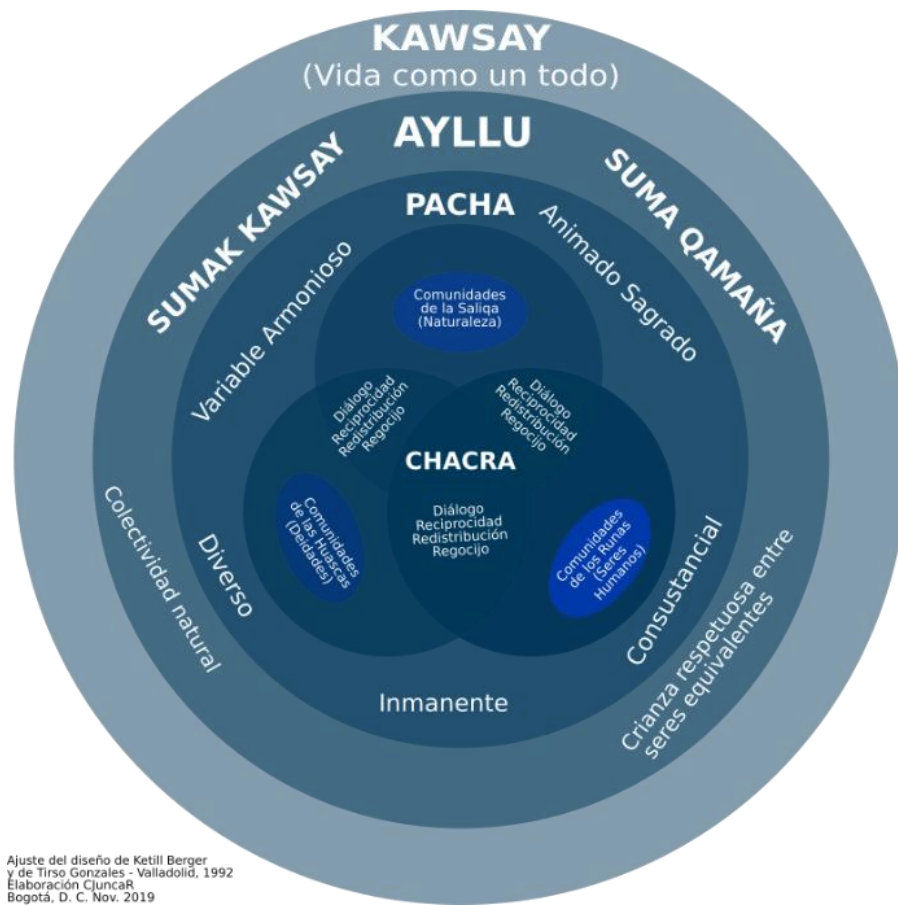 KAWSAY
(Vida como un todo)
AYLLU
SUMAK KAWSAY
SUMA QAMAÑA
PACHA
Variable Armonioso
Animado Sagrado
Comunidades
de la Saliqa
(Naturaleza)
Diálogo
Reciprocidad
Redistribución
Regocijo
Diálogo
Reciprocidad
Redistribución
Regocijo
CHACRA
Diálogo
Reciprocidad
Redistribución
Regocijo
Comunidades
de las Huascas
(Deidades)
Comunidades
de los Runas
(Seres
Humanos)
Colectividad natural
Diverso
Consustancial
Crianza respetuosa entre
seres equivalentes
Inmanente
Ajuste del diseño de Ketill Berger
y de Tirso Gonzales - Valladolid, 1992
Elaboración CJuncaR
Bogotá, D. C. Nov. 2019